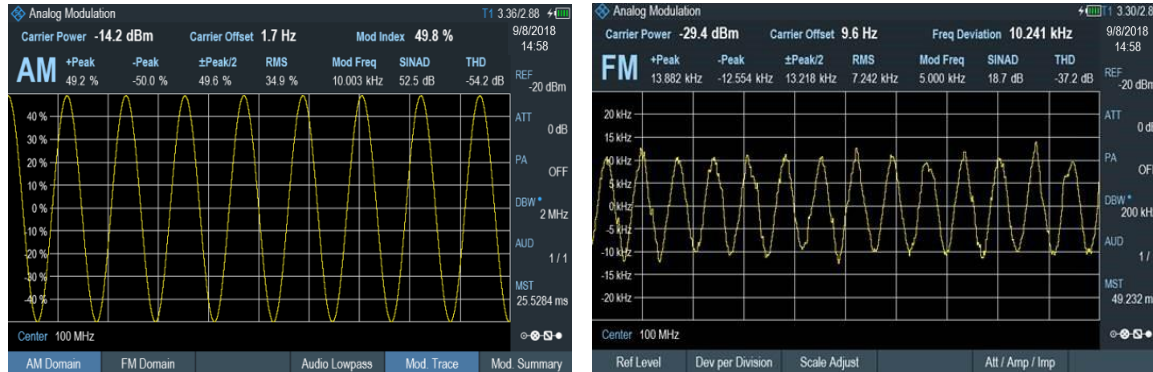 Analog Modulation T1 3.36/2.88
Carrier Power -14.2 dBm Carrier Offset 1.7 Hz Mod Index 49.8 % 9/8/2018
14:58
AM +Peak -Peak ±Peak/2 RMS Mod Freq SINAD THD
49.2 % -50.0 % 49.6 % 34.9 % 10.003 kHz 52.5 dB -54.2 dB
REF
-20 dBm
ATT
0 dB
PA
OFF
DBW
2 MHz
AUD
1 / 1
MST
25.5284 ms
40 %
30 %
20 %
10 %
0 %
-10 %
-20 %
-30 %
-40 %
Center 100 MHz
AM Domain FM Domain Audio Lowpass Mod. Trace Mod. Summary
Analog Modulation T1 3.30/2.8
Carrier Power -29.4 dBm Carrier Offset 9.6 Hz Freq Deviation 10.241 kHz 9/8/2018
14:58
FM +Peak -Peak ±Peak/2 RMS Mod Freq SINAD THD
13.882 kHz -12.554 kHz 13.218 kHz 7.242 kHz 5.000 kHz 18.7 dB -37.2 dB
REF
-20 dBm
ATT
0 d
PA
OF
DBW
200 kH
AUD
1 /
MST
49.232 m
20 kHz
15 kHz
10 kHz
5 kHz
0 kHz
-5 kHz
-10 kHz
-15 kHz
-20 kHz
Center 100 MHz
Ref Level Dev per Division Scale Adjust Att / Amp / Imp